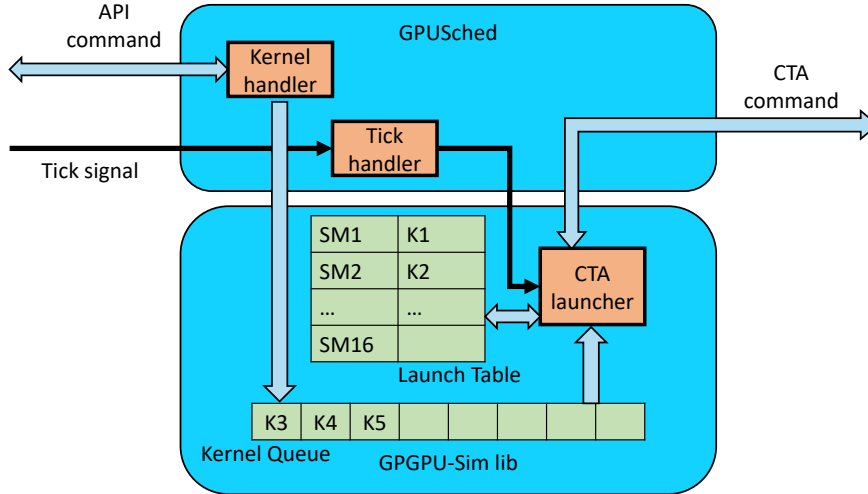 API
command
GPUSched
Kernel
handler
CTA
command
Tick
handler
Tick signal
SM1 K1
SM2 K2
... ...
SM16
CTA
launcher
Launch Table
K3 K4 K5
Kernel Queue
GPGPU-Sim lib